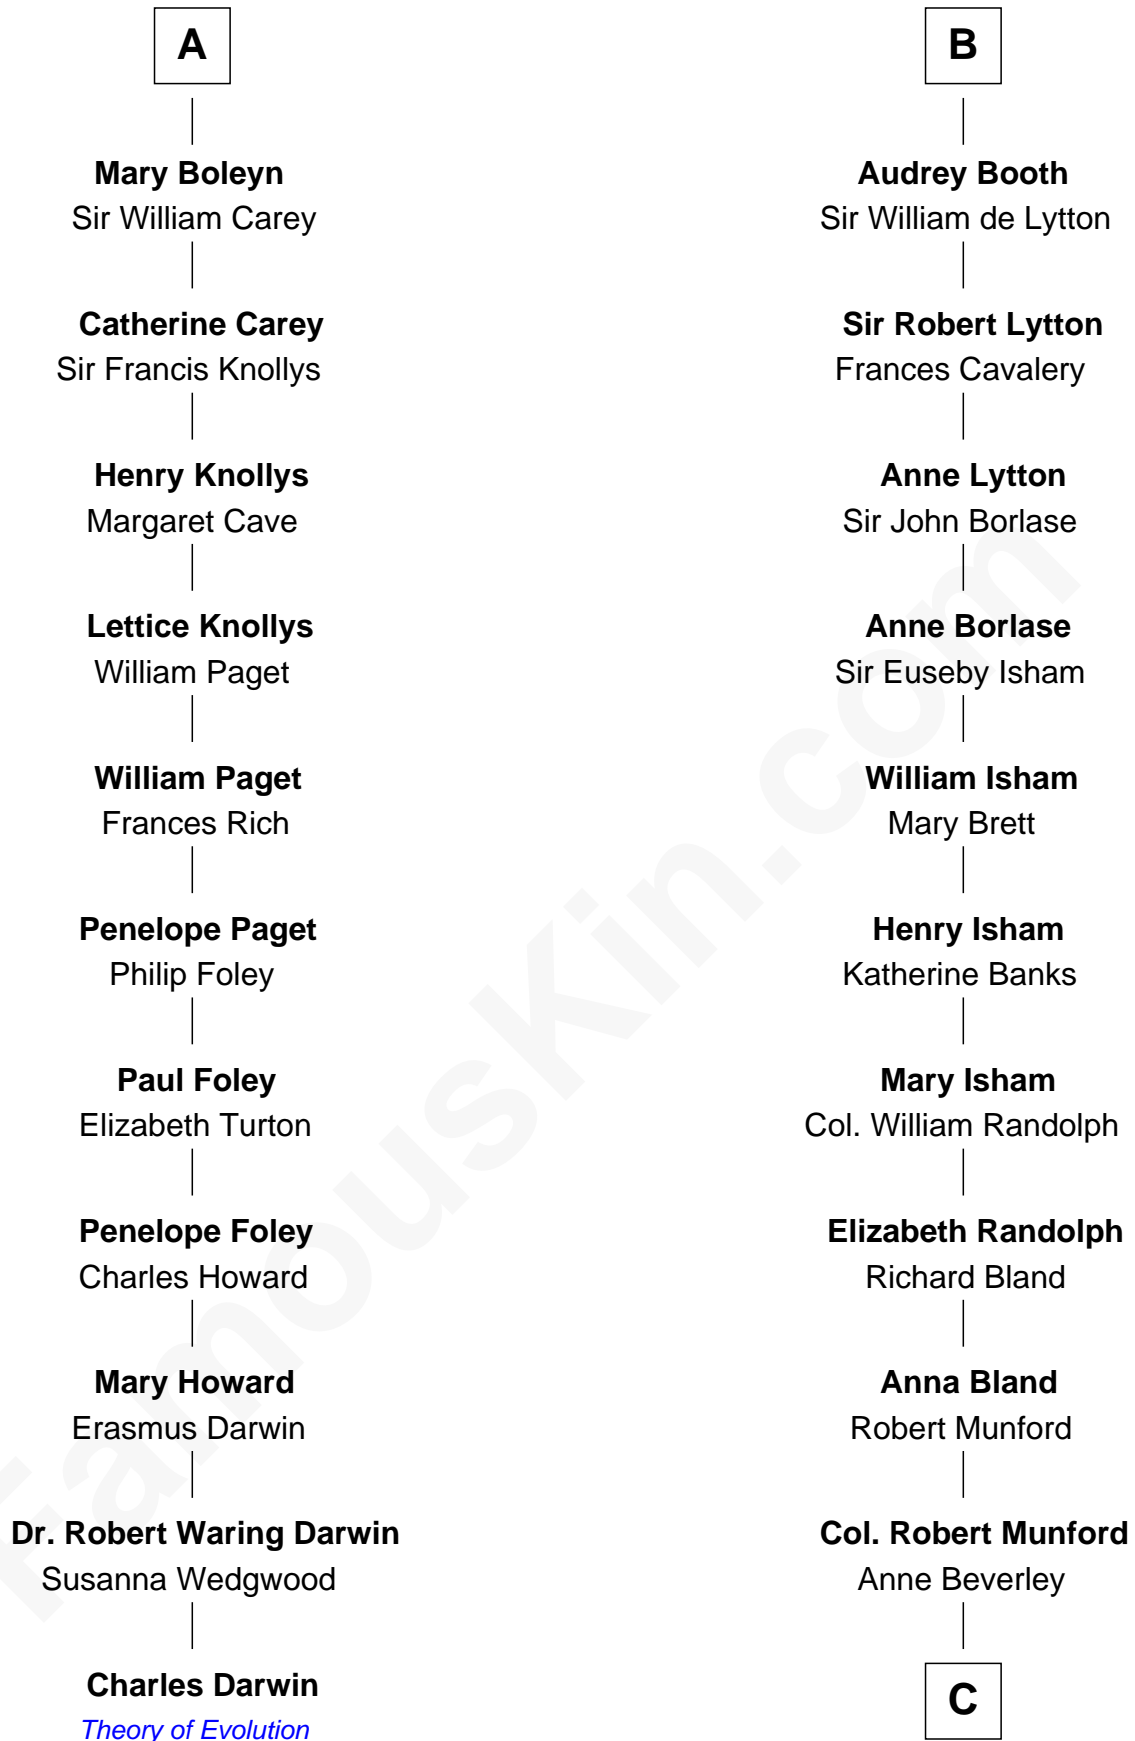 A
Mary Boleyn
Sir William Carey
Catherine Carey
Sir Francis Knollys
Henry Knollys
Margaret Cave
Lettice Knollys
William Paget
William Paget
Frances Rich
Penelope Paget
Philip Foley
Paul Foley
Elizabeth Turton
Penelope Foley
Charles Howard
Mary Howard
Erasmus Darwin
Dr. Robert Waring Darwin
Susanna Wedgwood
Charles Darwin
Theory of Evolution
B
Audrey Booth
Sir William de Lytton
Sir Robert Lytton
Frances Cavalery
Anne Lytton
Sir John Borlase
Anne Borlase
Sir Euseby Isham
William Isham
Mary Brett
Henry Isham
Katherine Banks
Mary Isham
Col. William Randolph
Elizabeth Randolph
Richard Bland
Anna Bland
Robert Munford
Col. Robert Munford
Anne Beverley
C
FamousKin.com